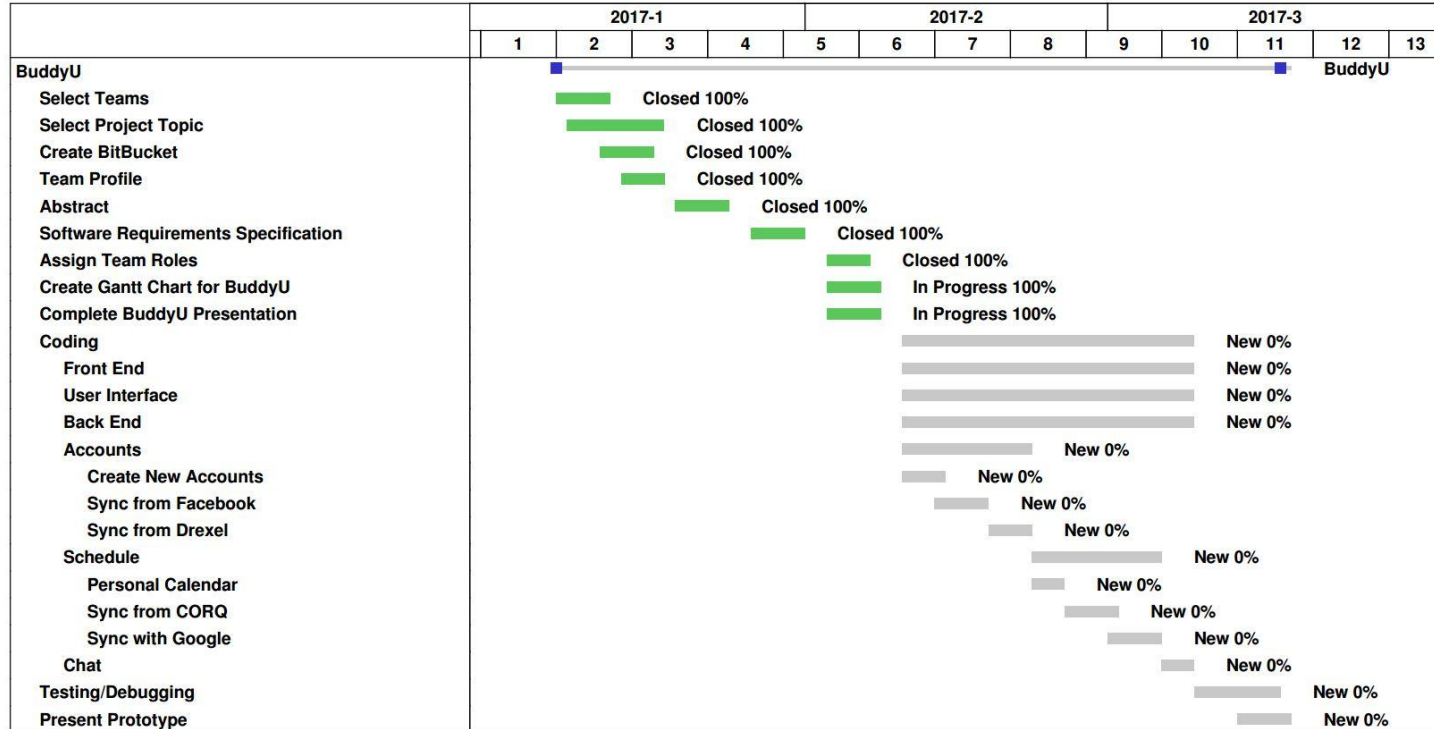 2017-1 2017-2 2017-3
1 2 3 4 5 6 7 8 9 10 11 12 13
BuddyU BuddyU
Select Teams Closed 100%
Select Project Topic Closed 100%
Create BitBucket Closed 100%
Team Profile Closed 100%
Abstract Closed 100%
Software Requirements Specification Closed 100%
Assign Team Roles Closed 100%
Create Gantt Chart for BuddyU In Progress 100%
Complete BuddyU Presentation In Progress 100%
Coding New 0%
Front End New 0%
User Interface New 0%
Back End New 0%
Accounts New 0%
Create New Accounts New 0%
Sync from Facebook New 0%
Sync from Drexel New 0%
Schedule New 0%
Personal Calendar New 0%
Sync from CORQ New 0%
Sync with Google New 0%
Chat New 0%
Testing/Debugging New 0%
Present Prototype New 0%